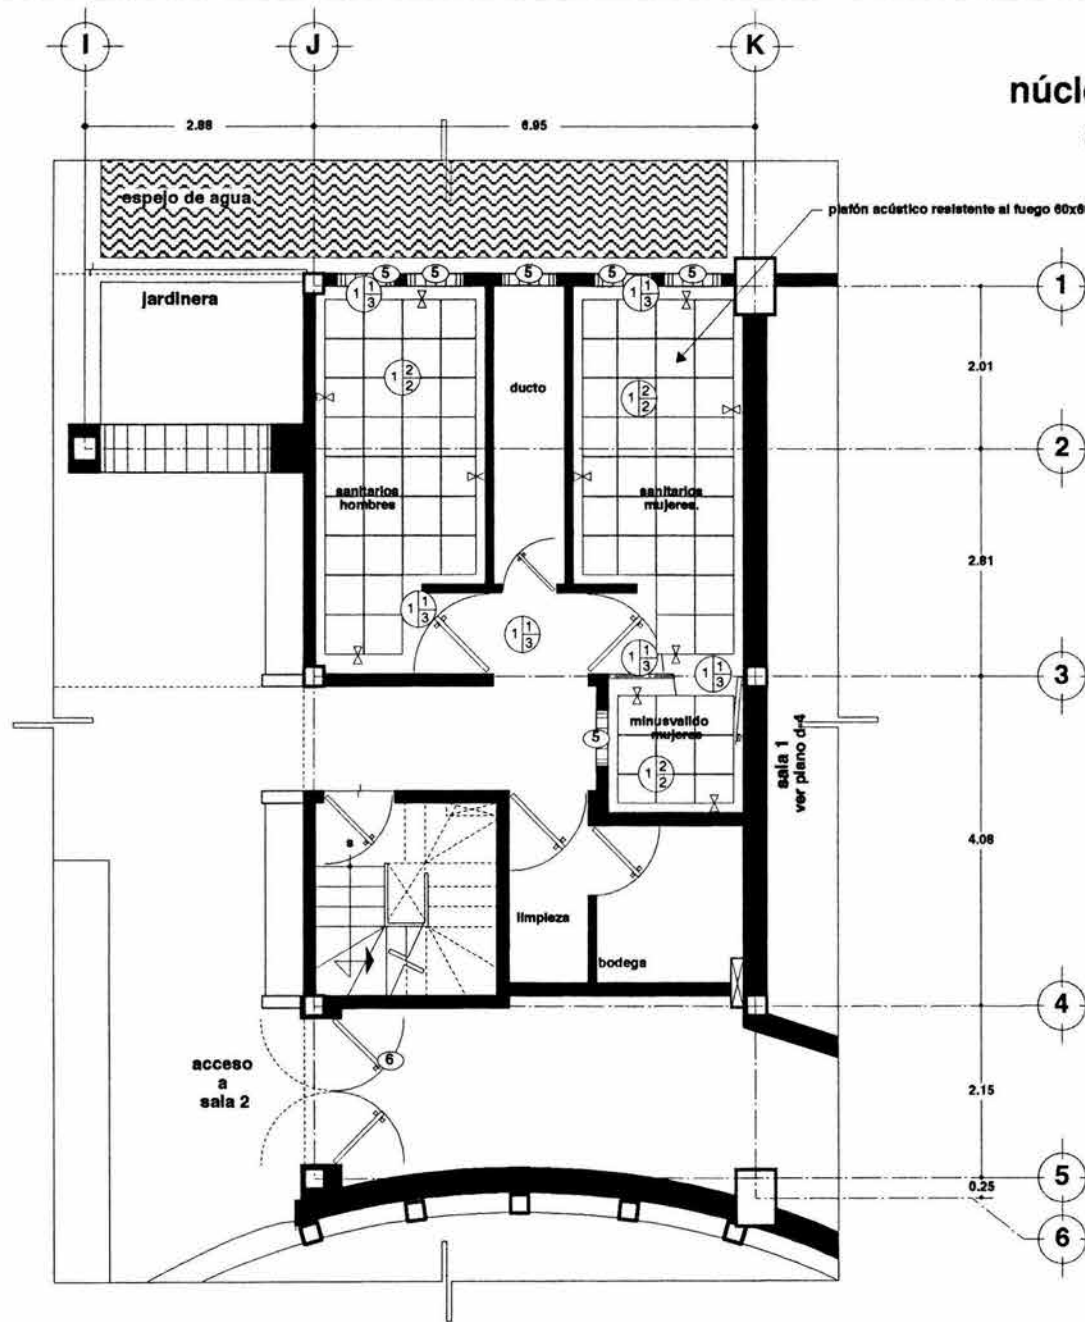 I
J
K
núcl
2.88
6.95
espejo de agua
plafón acústico resistente al fuego 60x6
5
5
5
5
5
1
1
1
3
1
1
3
jardinera
2.01
1
2
2
ducto
1
2
2
2
sanitarios
hombres
sanitarios
mujeres.
2.81
1
1
3
1
1
3
1
1
3
1
1
3
3
minusvalido
mujeres
5
1
2
2
sala 1
ver plano d-4
s
4.08
limpieza
bodega
4
acceso
a
sala 2
6
2.15
5
0.25
6